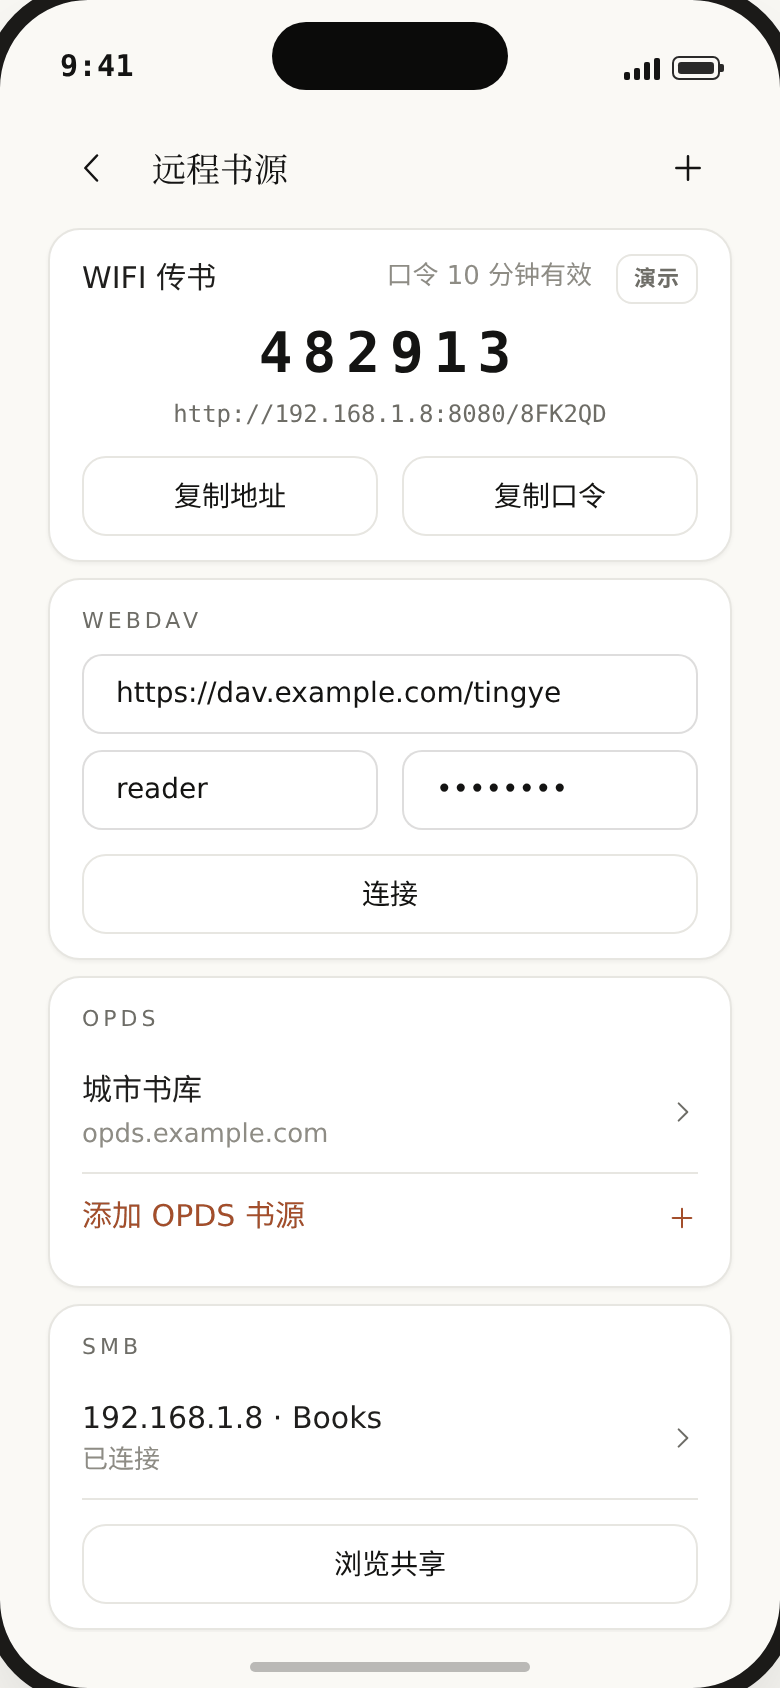 9:41
远程书源
WIFI 传书 口令 10 分钟有效 演示
482913
http://192.168.1.8:8080/8FK2QD
复制地址 复制口令
WEBDAV
https://dav.example.com/tingye
reader ••••••••
连接
OPDS
城市书库
opds.example.com
添加 OPDS 书源
SMB
192.168.1.8 · Books
已连接
浏览共享